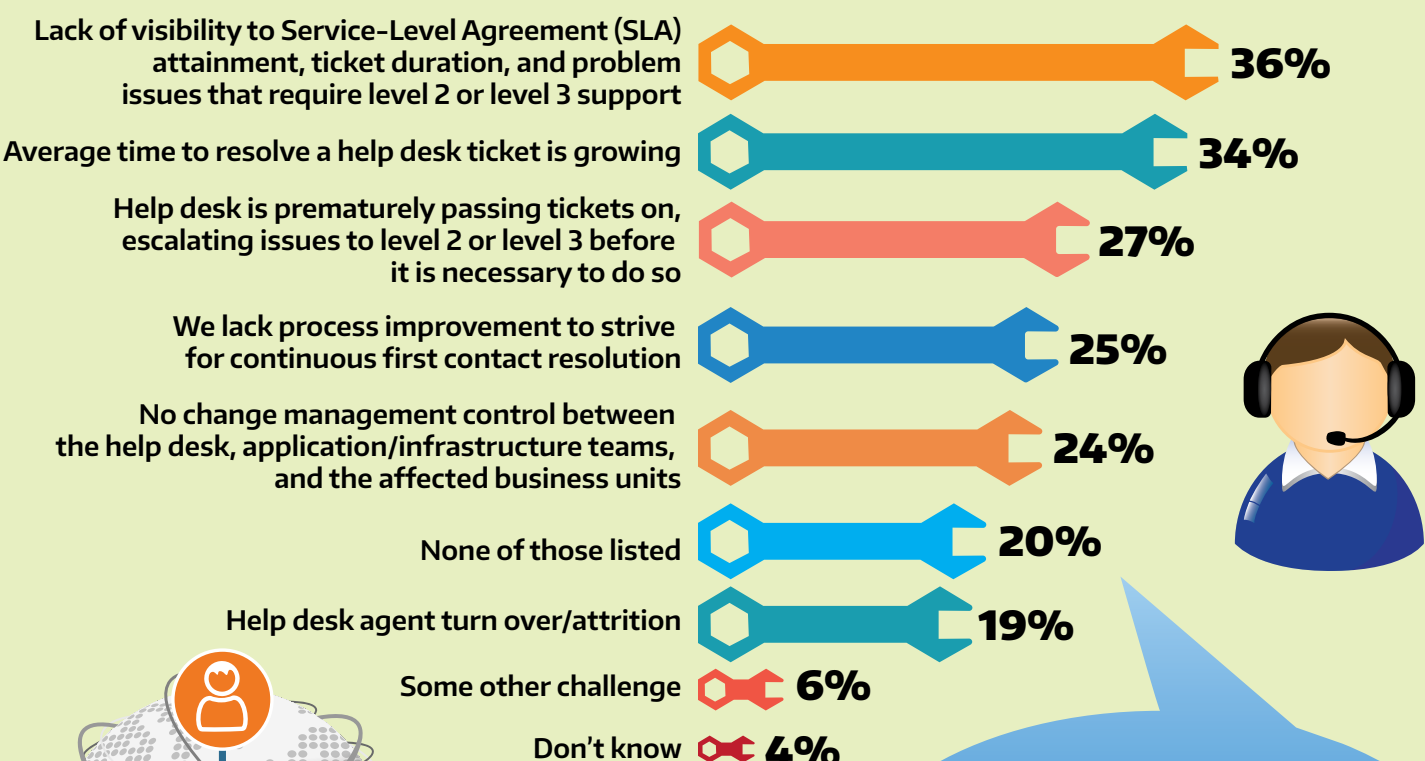 Lack of visibility to Service-Level Agreement (SLA)
attainment, ticket duration, and problem
issues that require level 2 or level 3 support
36%
Average time to resolve a help desk ticket is growing
34%
Help desk is prematurely passing tickets on,
escalating issues to level 2 or level 3 before
it is necessary to do so
27%
We lack process improvement to strive
for continuous first contact resolution
25%
No change management control between
the help desk, application/infrastructure teams,
and the affected business units
24%
None of those listed
20%
Help desk agent turn over/attrition
19%
Some other challenge
6%
Don't know
4%